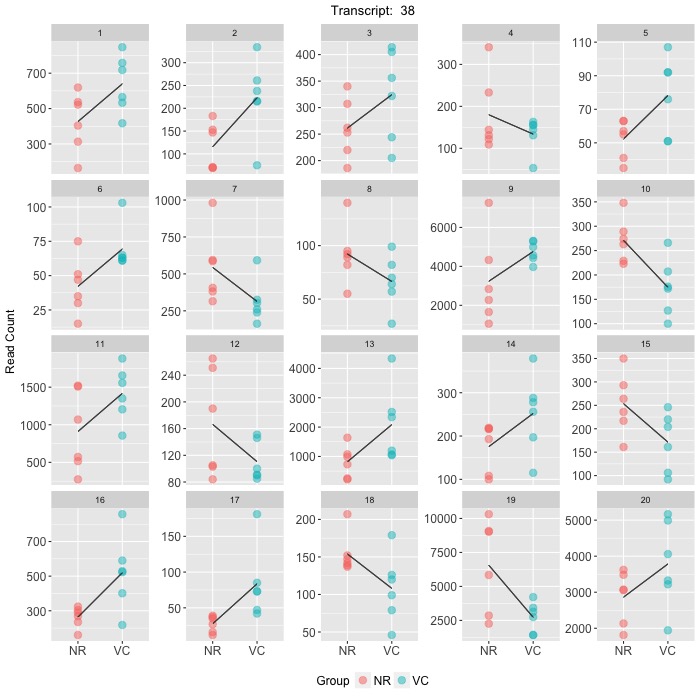 Transcript: 38
1 2 3 4 5
700 300 400 300 110
500 200 350 200 90
300 150 300 100 70
100 250 50
200
6 7 8 9 10
100 1000 100 6000 350
75 750 50 4000 300
50 500 2000 250
25 250 200
150
100
Read Count
11 12 13 14 15
1500 240 4000 300 350
1000 200 3000 200 300
500 160 2000 100 250
120 1000 200
80 150
100
16 17 18 19 20
700 150 200 10000 5000
500 100 150 7500 4000
300 50 100 5000 3000
50 2500 2000
NR VC NR VC NR VC NR VC NR VC
Group NR VC